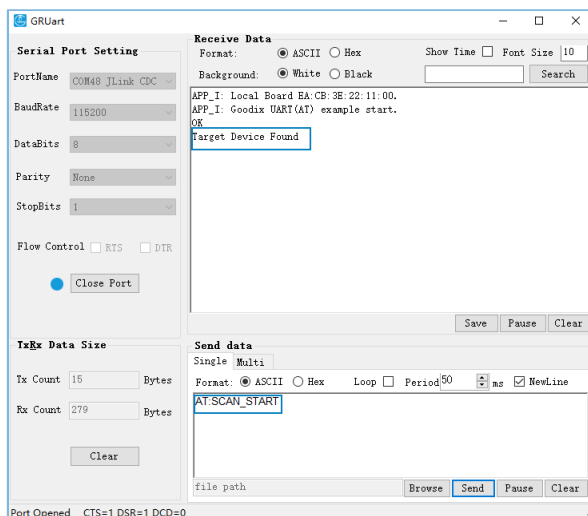 GRUart
Serial Port Setting
PortName COM48 JLink CDC
BaudRate 115200
DataBits 8
Parity None
StopBits 1
Flow Control RTS DTR
Close Port
TxRx Data Size
Tx Count 15 Bytes
Rx Count 279 Bytes
Clear
Receive Data
Format: ASCII Hex Show Time Font Size 10
Background: White Black Search
APP_I: Local Board EA:CB:3E:22:11:00.
APP_I: Goodix UART(AT) example start.
OK
Target Device Found
Save Pause Clear
Send data
Single Multi
Format: ASCII Hex Loop Period 50 ms NewLine
AT:SCAN_START
file path Browse Send Pause Clear
Port Opened CTS=1 DSR=1 DCD=0